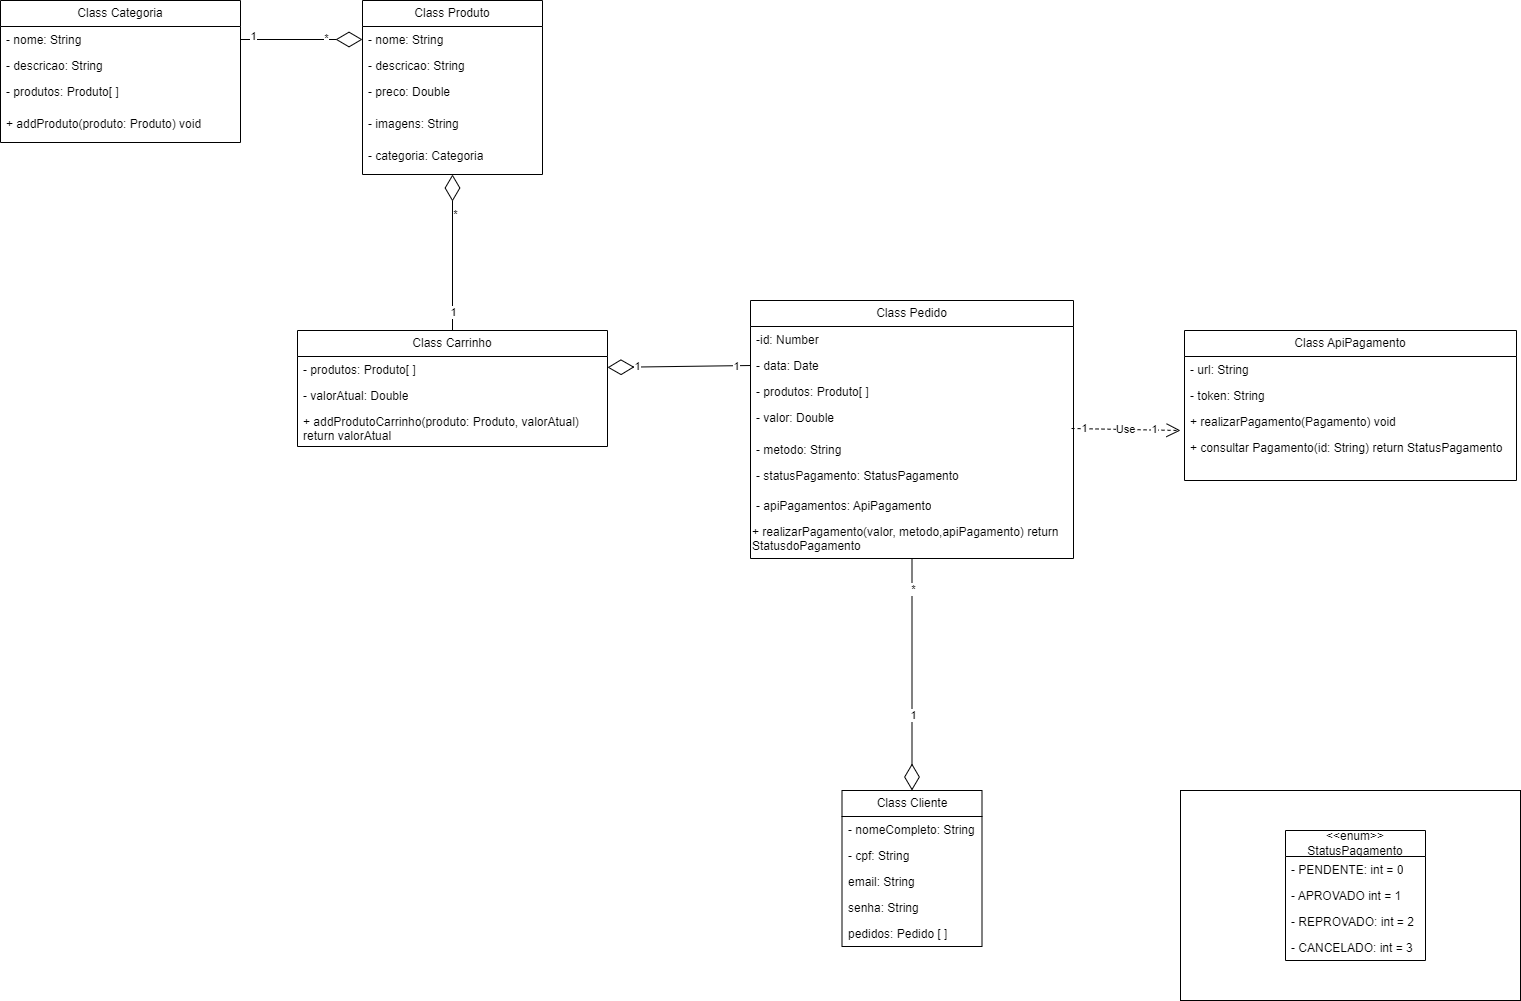 Class Categoria
- nome: String
- descricao: String
- produtos: Produto[ ]
+ addProduto(produto: Produto) void
1
*
Class Produto
- nome: String
- descricao: String
- preco: Double
- imagens: String
- categoria: Categoria
*
1
Class Carrinho
- produtos: Produto[ ]
- valorAtual: Double
+ addProdutoCarrinho(produto: Produto, valorAtual)
return valorAtual
1
1
Class Pedido
-id: Number
- data: Date
- produtos: Produto[ ]
- valor: Double
- metodo: String
- statusPagamento: StatusPagamento
- apiPagamentos: ApiPagamento
+ realizarPagamento(valor, metodo,apiPagamento) return
StatusdoPagamento
1
Use
1
Class ApiPagamento
- url: String
- token: String
+ realizarPagamento(Pagamento) void
+ consultar Pagamento(id: String) return StatusPagamento
*
1
Class Cliente
- nomeCompleto: String
- cpf: String
email: String
senha: String
pedidos: Pedido [ ]
<<enum>>
StatusPagamento
- PENDENTE: int = 0
- APROVADO int = 1
- REPROVADO: int = 2
- CANCELADO: int = 3